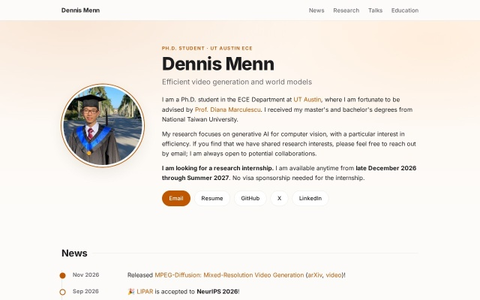 Dennis Menn
News Research Talks Education
PH.D. STUDENT · UT AUSTIN ECE
Dennis Menn
Efficient video generation and world models
I am a Ph.D. student in the ECE Department at UT Austin, where I am fortunate to be
advised by Prof. Diana Marculescu. I received my master's and bachelor's degrees from
National Taiwan University.
My research focuses on generative AI for computer vision, with a particular interest in
efficiency. If you find that we have shared research interests, please feel free to reach out
by email; I am always open to potential collaborations.
I am looking for a research internship. I am available anytime from late December 2026
through Summer 2027. No visa sponsorship needed for the internship.
Email Resume GitHub X LinkedIn
News
Nov 2026 Released MPEG-Diffusion: Mixed-Resolution Video Generation (arXiv, video)!
Sep 2026 🎉 LIPAR is accepted to NeurIPS 2026!